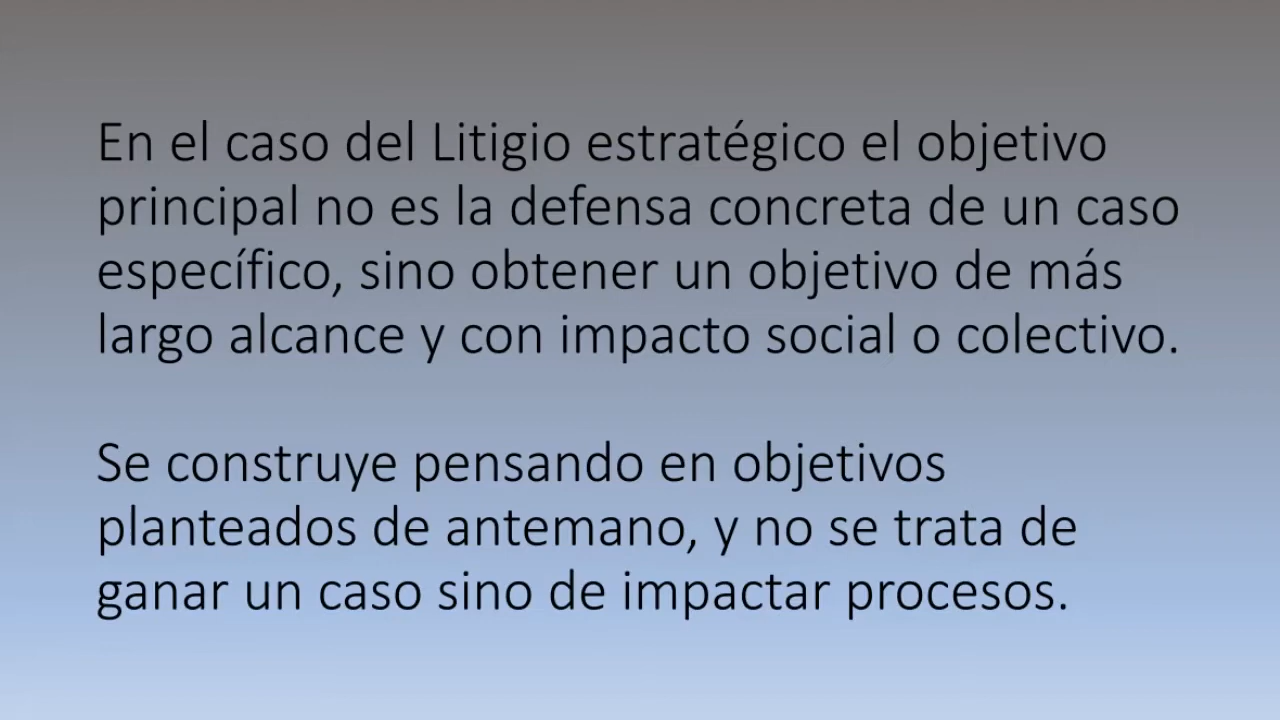 En el caso del Litigio estratégico el objetivo
principal no es la defensa concreta de un caso
específico, sino obtener un objetivo de más
largo alcance y con impacto social o colectivo.
Se construye pensando en objetivos
planteados de antemano, y no se trata de
ganar un caso sino de impactar procesos.